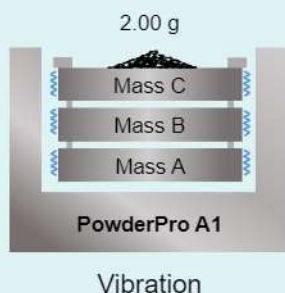 2.00 g
Mass C
Mass B
Mass A
PowderPro A1
Vibration